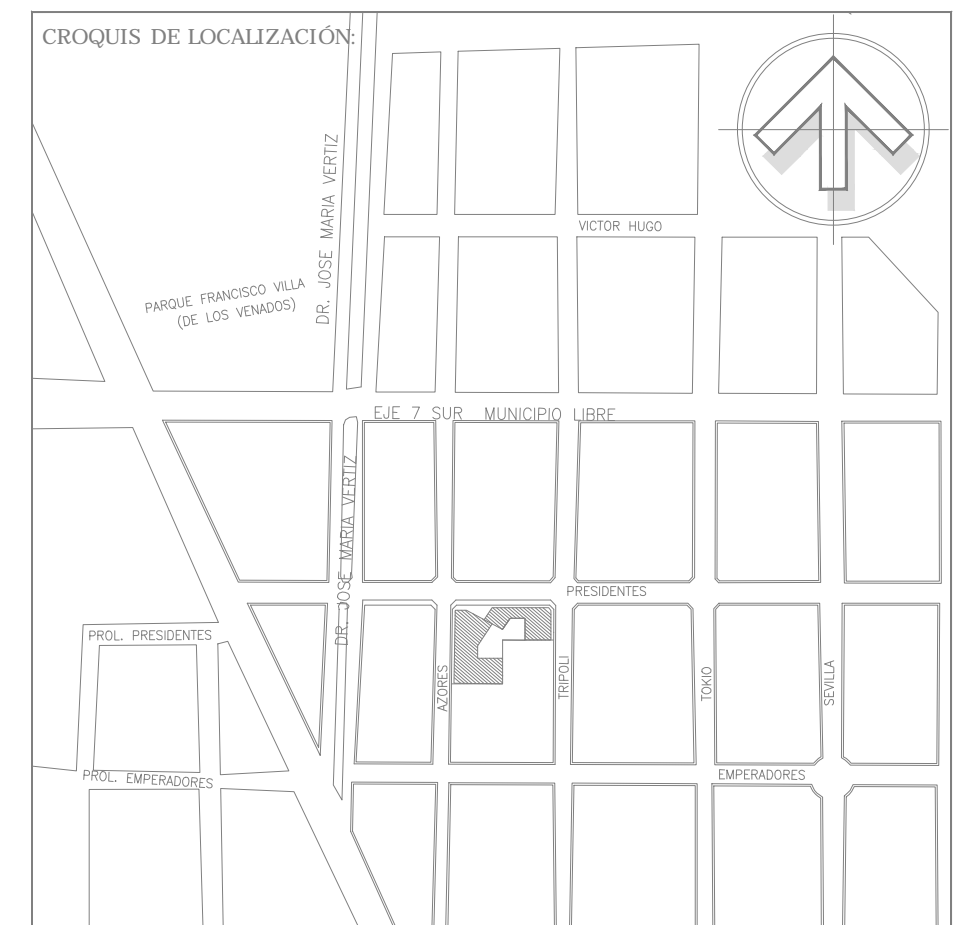 CROQUIS DE LOCALIZACIÓN:
DR. JOSE MARIA VERTIZ
VICTOR HUGO
PARQUE FRANCISCO VILLA
(DE LOS VENADOS)
EJE 7 SUR MUNICIPIO LIBRE
DR. JOSE MARIA VERTIZ
PRESIDENTES
PROL. PRESIDENTES
AZORES
TRIPOLI
TOKIO
SEVILLA
PROL. EMPERADORES
EMPERADORES